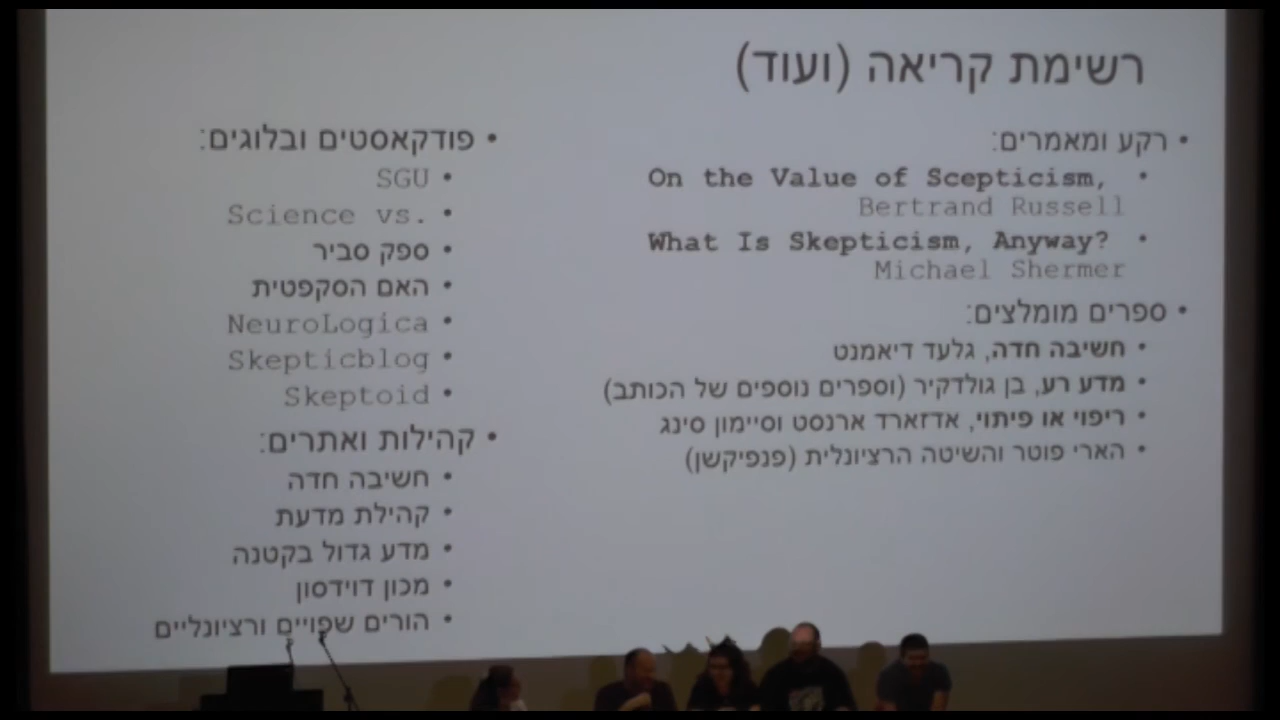 רשימת קריאה (ועוד)
• רקע ומאמרים:
• On the Value of Scepticism,
Bertrand Russell
• What Is Skepticism, Anyway?
Michael Shermer
• ספרים מומלצים:
• חשיבה חדה, גלעד דיאמנט
• מדע רע, בן גולדקיר (וספרים נוספים של הכותב)
• ריפוי או פיתוי, אדזארד ארנסט וסיימון סינג
• הארי פוטר והשיטה הרציונלית (פנפיקשן)
• פודקאסטים ובלוגים:
• SGU
• Science vs.
• ספק סביר
• האם הסקפטית
• NeuroLogica
• Skepticblog
• Skeptoid
• קהילות ואתרים:
• חשיבה חדה
• קהילת מדעת
• מדע גדול בקטנה
• מכון דוידסון
• הורים שפויים ורציונליים